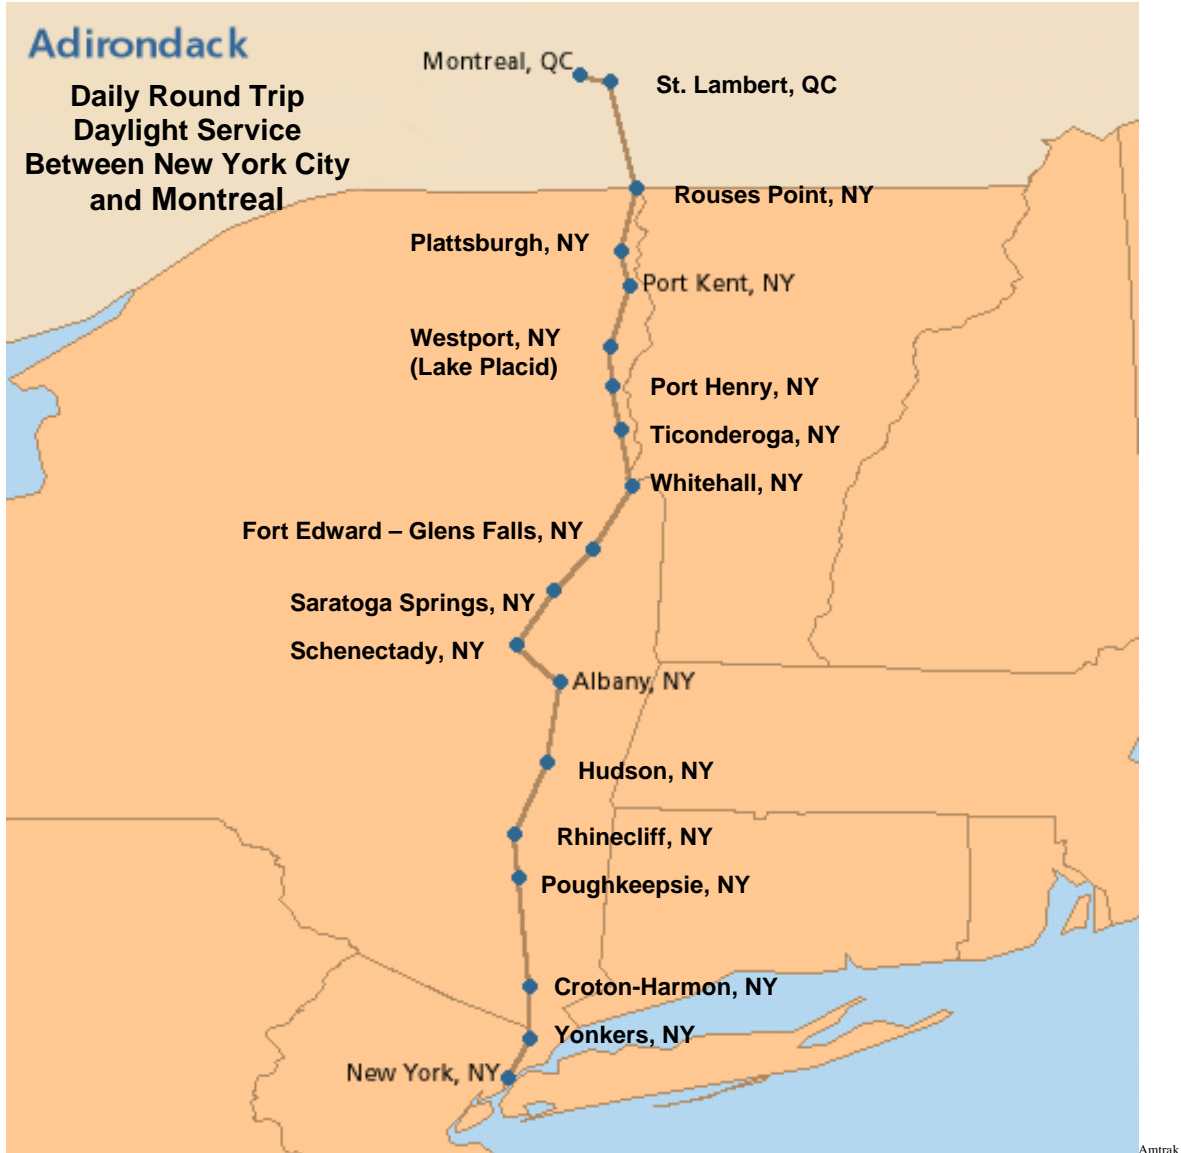 Adirondack
Daily Round Trip
Daylight Service
Between New York City
and Montreal
Montreal, QC
St. Lambert, QC
Rouses Point, NY
Plattsburgh, NY
Port Kent, NY
Westport, NY
(Lake Placid)
Port Henry, NY
Ticonderoga, NY
Whitehall, NY
Fort Edward – Glens Falls, NY
Saratoga Springs, NY
Schenectady, NY
Albany, NY
Hudson, NY
Rhinecliff, NY
Poughkeepsie, NY
Croton-Harmon, NY
Yonkers, NY
New York, NY
Amtrak